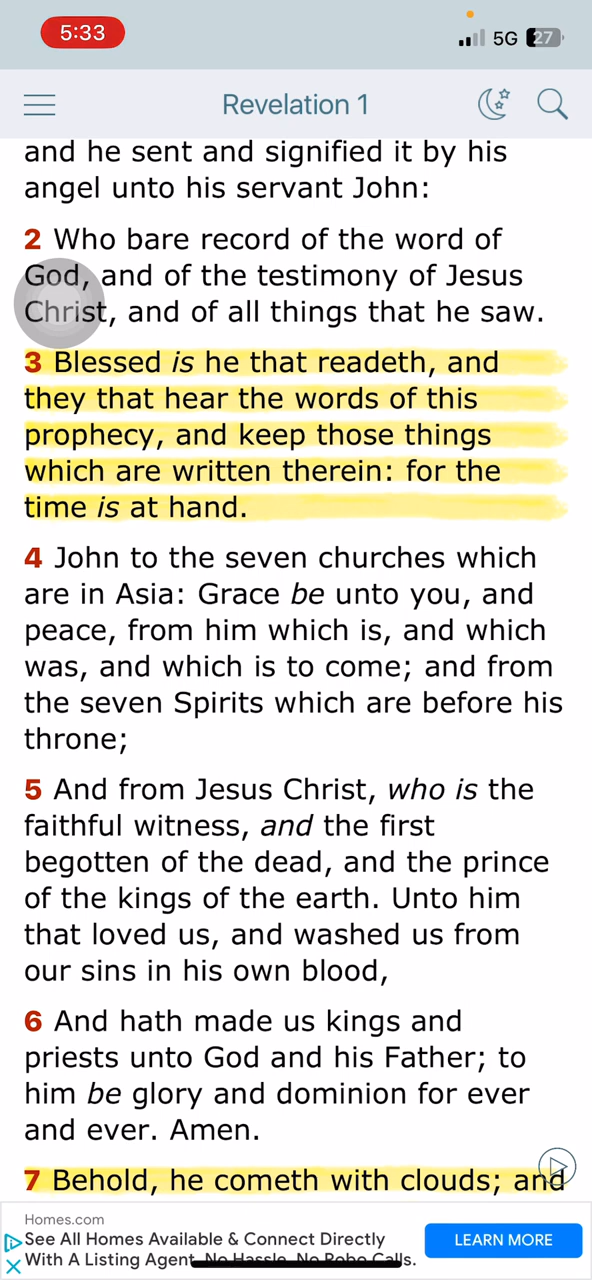 5:33
5G 27
Revelation 1
and he sent and signified it by his
angel unto his servant John:
2 Who bare record of the word of
God, and of the testimony of Jesus
Christ, and of all things that he saw.
3 Blessed is he that readeth, and
they that hear the words of this
prophecy, and keep those things
which are written therein: for the
time is at hand.
4 John to the seven churches which
are in Asia: Grace be unto you, and
peace, from him which is, and which
was, and which is to come; and from
the seven Spirits which are before his
throne;
5 And from Jesus Christ, who is the
faithful witness, and the first
begotten of the dead, and the prince
of the kings of the earth. Unto him
that loved us, and washed us from
our sins in his own blood,
6 And hath made us kings and
priests unto God and his Father; to
him be glory and dominion for ever
and ever. Amen.
7 Behold, he cometh with clouds; and
Homes.com
See All Homes Available & Connect Directly
With A Listing Agent. No Hassle. No Robo Calls.
LEARN MORE